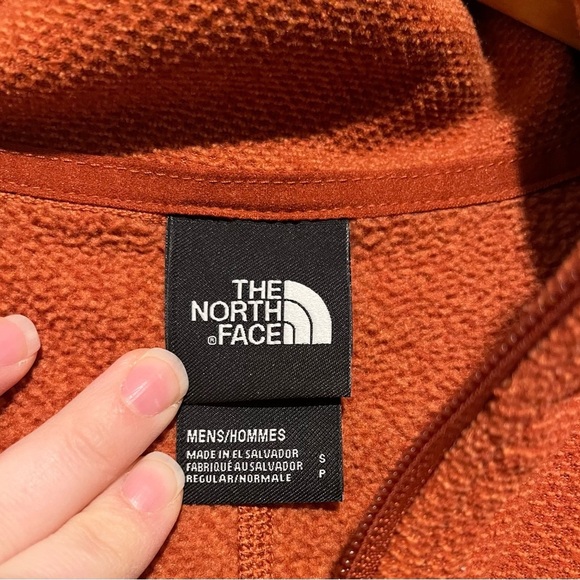 THE
NORTH
®FACE
MENS/HOMMES
MADE IN EL SALVADOR
FABRIQUÉ AU SALVADOR
REGULAR/NORMALE
S
P